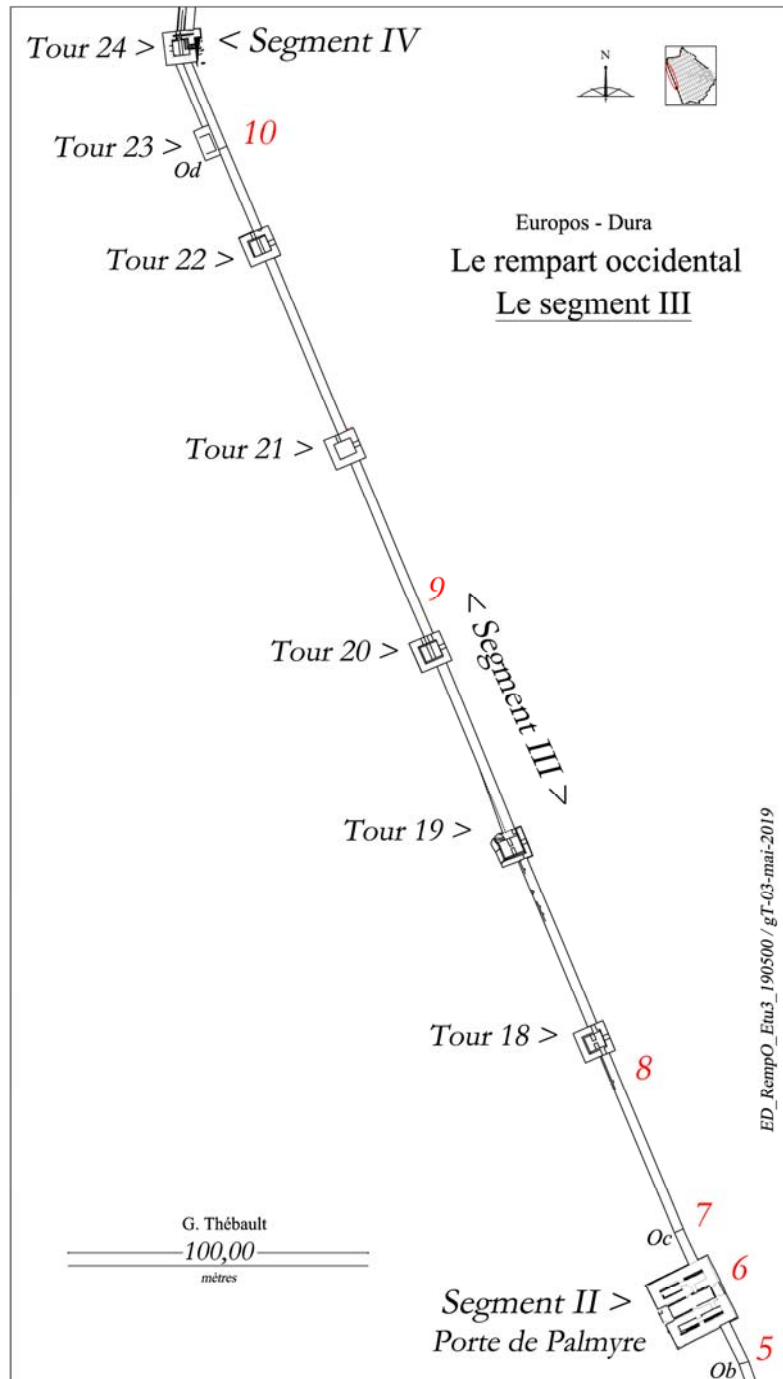 Tour 24 >
< Segment IV
N
10
Tour 23 >
Od
Europos - Dura
Le rempart occidental
Le segment III
Tour 22 >
Tour 21 >
9
Tour 20 >
< Segment III >
Tour 19 >
ED_RempO_Etu3_190500 / gT-03-mai-2019
Tour 18 >
8
7
Oc
G. Thébault
100,00
mètres
6
Segment II >
Porte de Palmyre
5
Ob